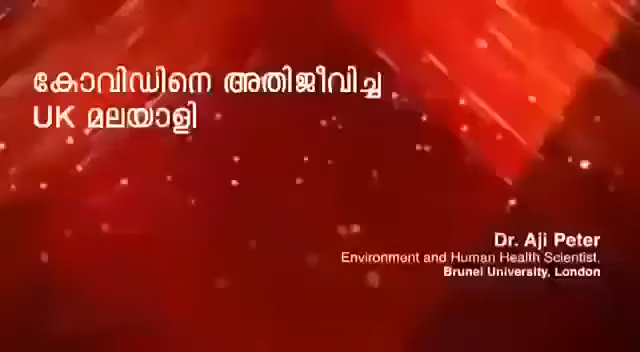 കോവിഡിനെ അതിജീവിച്ച
UK മലയാളി
Dr. Aji Peter
Environment and Human Health Scientist,
Brunel University, London